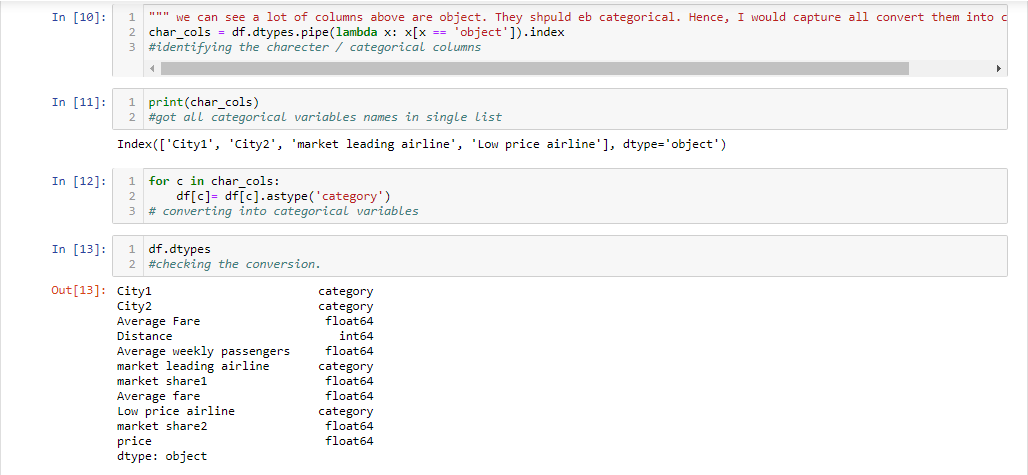 In [10]: 1 """ we can see a lot of columns above are object. They shpuld eb categorical. Hence, I would capture all convert them into c
2 char_cols = df.dtypes.pipe(lambda x: x[x == 'object']).index
3 #identifying the charecter / categorical columns
In [11]: 1 print(char_cols)
2 #got all categorical variables names in single list
Index(['City1', 'City2', 'market leading airline', 'Low price airline'], dtype='object')
In [12]: 1 for c in char_cols:
2 df[c]= df[c].astype('category')
3 # converting into categorical variables
In [13]: 1 df.dtypes
2 #checking the conversion.
Out[13]: City1 category
City2 category
Average Fare float64
Distance int64
Average weekly passengers float64
market leading airline category
market share1 float64
Average fare float64
Low price airline category
market share2 float64
price float64
dtype: object